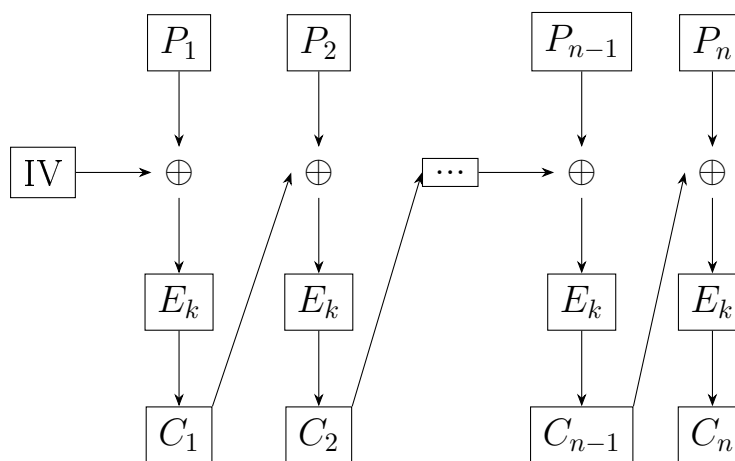 P₁ P₂ Pₙ₋₁ Pₙ
IV ⊕ ⊕ ... ⊕ ⊕
Eₖ Eₖ Eₖ Eₖ
C₁ C₂ Cₙ₋₁ Cₙ